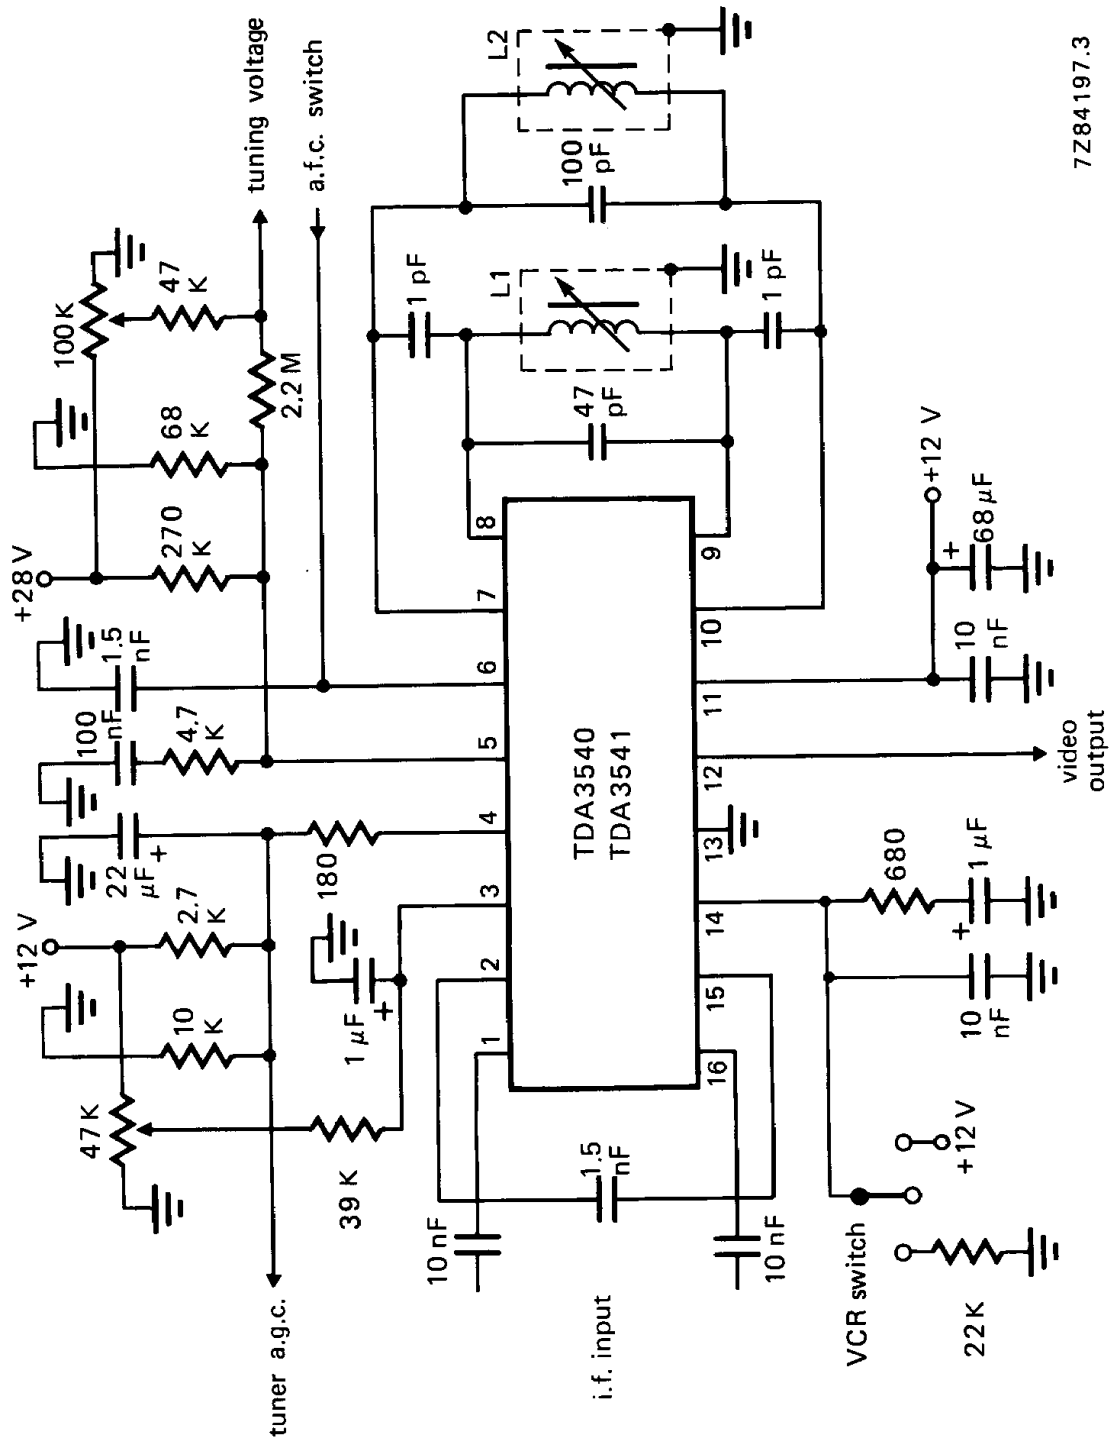 tuner a.g.c.
47 K
10
K
+12 V
2.7
K
22
µF
+
100
nF
4.7
K
1.5
nF
+28 V
270
K
68
K
100 K
47
K
2.2 M
tuning voltage
a.f.c. switch
39 K
1 µF
+
180
10 nF
i.f. input
10 nF
1.5
nF
1
2
3
4
5
6
7
8
TDA3540
TDA3541
16
15
14
13
12
11
10
9
1 pF
L1
47
pF
1 pF
100
pF
L2
VCR switch
22 K
+12 V
10
nF
680
+
1 µF
video
output
10
nF
+
68 µF
+12 V
7Z84197.3